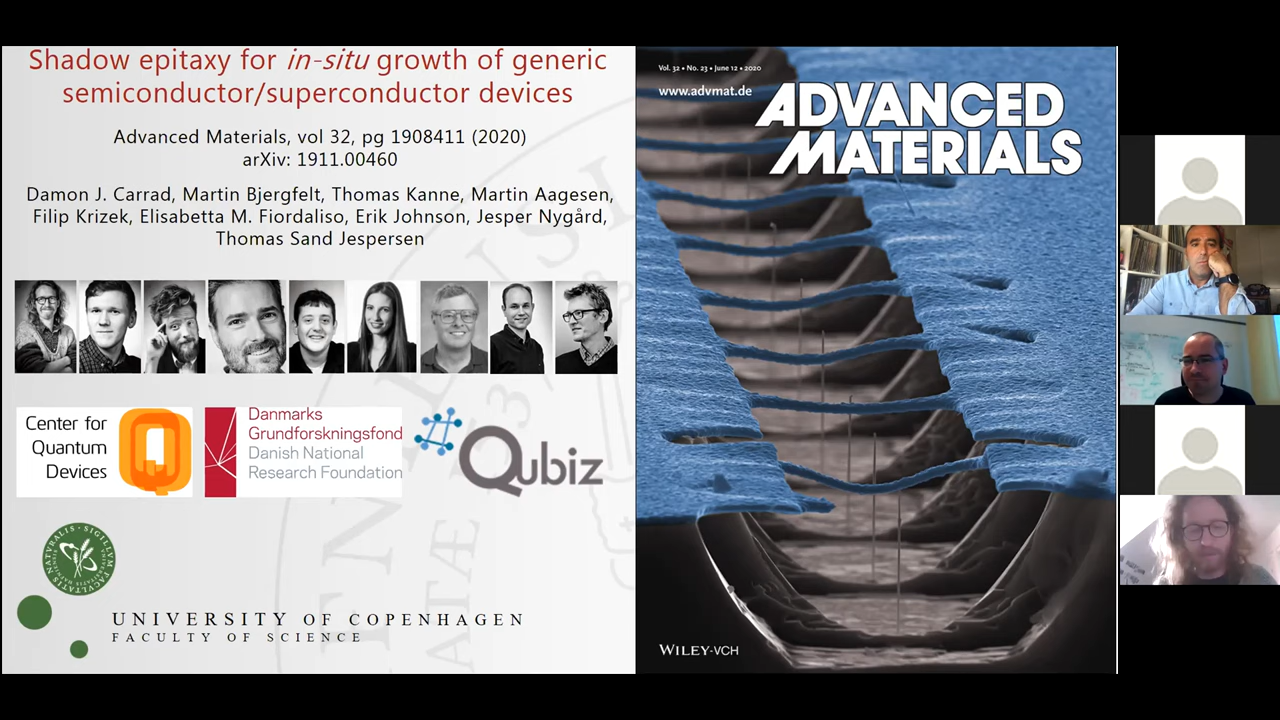 Shadow epitaxy for in-situ growth of generic
semiconductor/superconductor devices
Advanced Materials, vol 32, pg 1908411 (2020)
arXiv: 1911.00460
Damon J. Carrad, Martin Bjergfelt, Thomas Kanne, Martin Aagesen,
Filip Krizek, Elisabetta M. Fiordaliso, Erik Johnson, Jesper Nygård,
Thomas Sand Jespersen
Center for
Quantum
Devices
Danmarks
Grundforskningsfond
Danish National
Research Foundation
Qubiz
UNIVERSITY OF COPENHAGEN
FACULTY OF SCIENCE
Vol. 32 • No. 23 • June 12 • 2020
www.advmat.de
ADVANCED
MATERIALS
WILEY-VCH